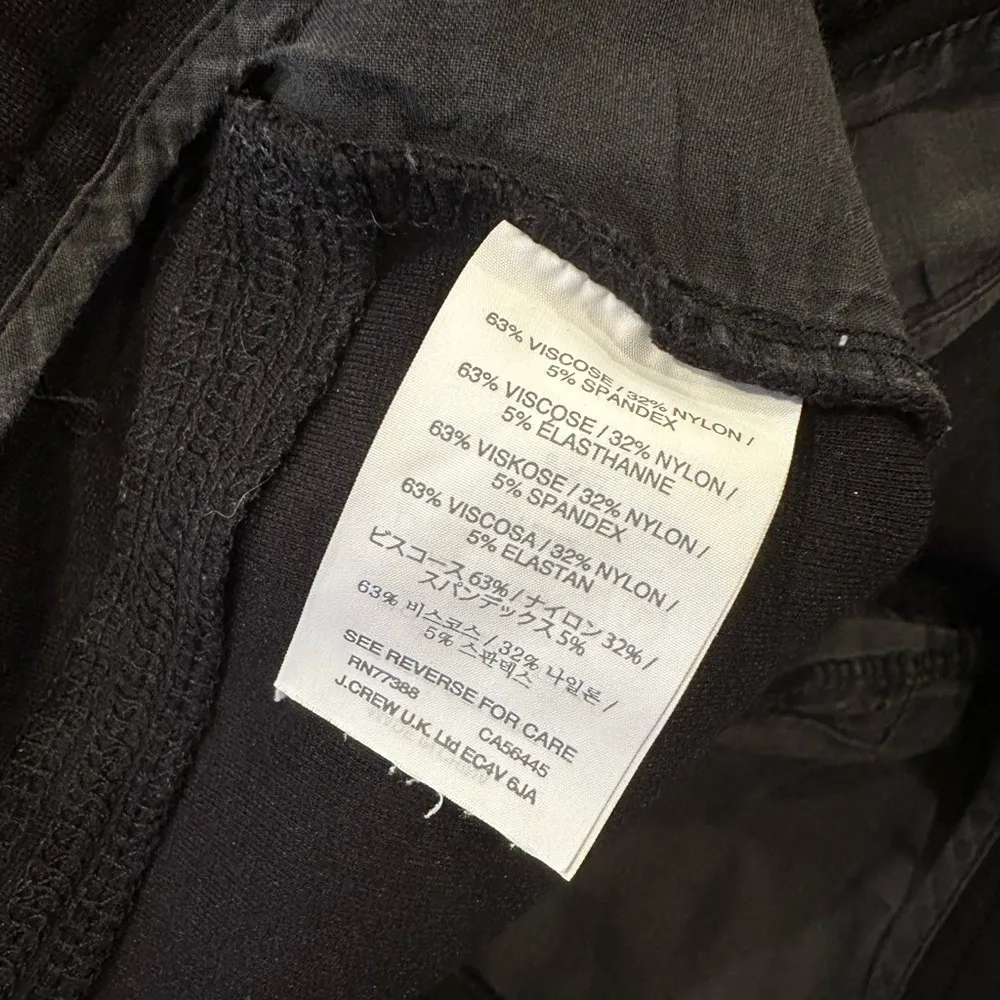 63% VISCOSE / 32% NYLON /
5% SPANDEX
63% VISCOSE / 32% NYLON /
5% ÉLASTHANNE
63% VISKOSE / 32% NYLON /
5% SPANDEX
63% VISCOSA / 32% NYLON /
5% ELASTAN
ビスコース 63% / ナイロン 32% /
スパンデックス 5%
63% 비스코스 / 32% 나일론 /
5% 스판덱스
SEE REVERSE FOR CARE
RN77388 CA56445
J.CREW U.K. Ltd EC4V 6JA